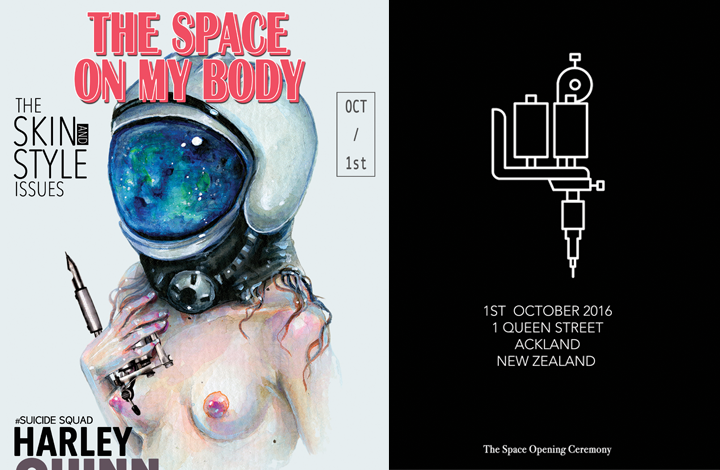 THE SPACE
ON MY BODY
THE
SKIN AND
STYLE
ISSUES
OCT
/
1st
#SUICIDE SQUAD
HARLEY
QUINN
1ST OCTOBER 2016
1 QUEEN STREET
ACKLAND
NEW ZEALAND
The Space Opening Ceremony